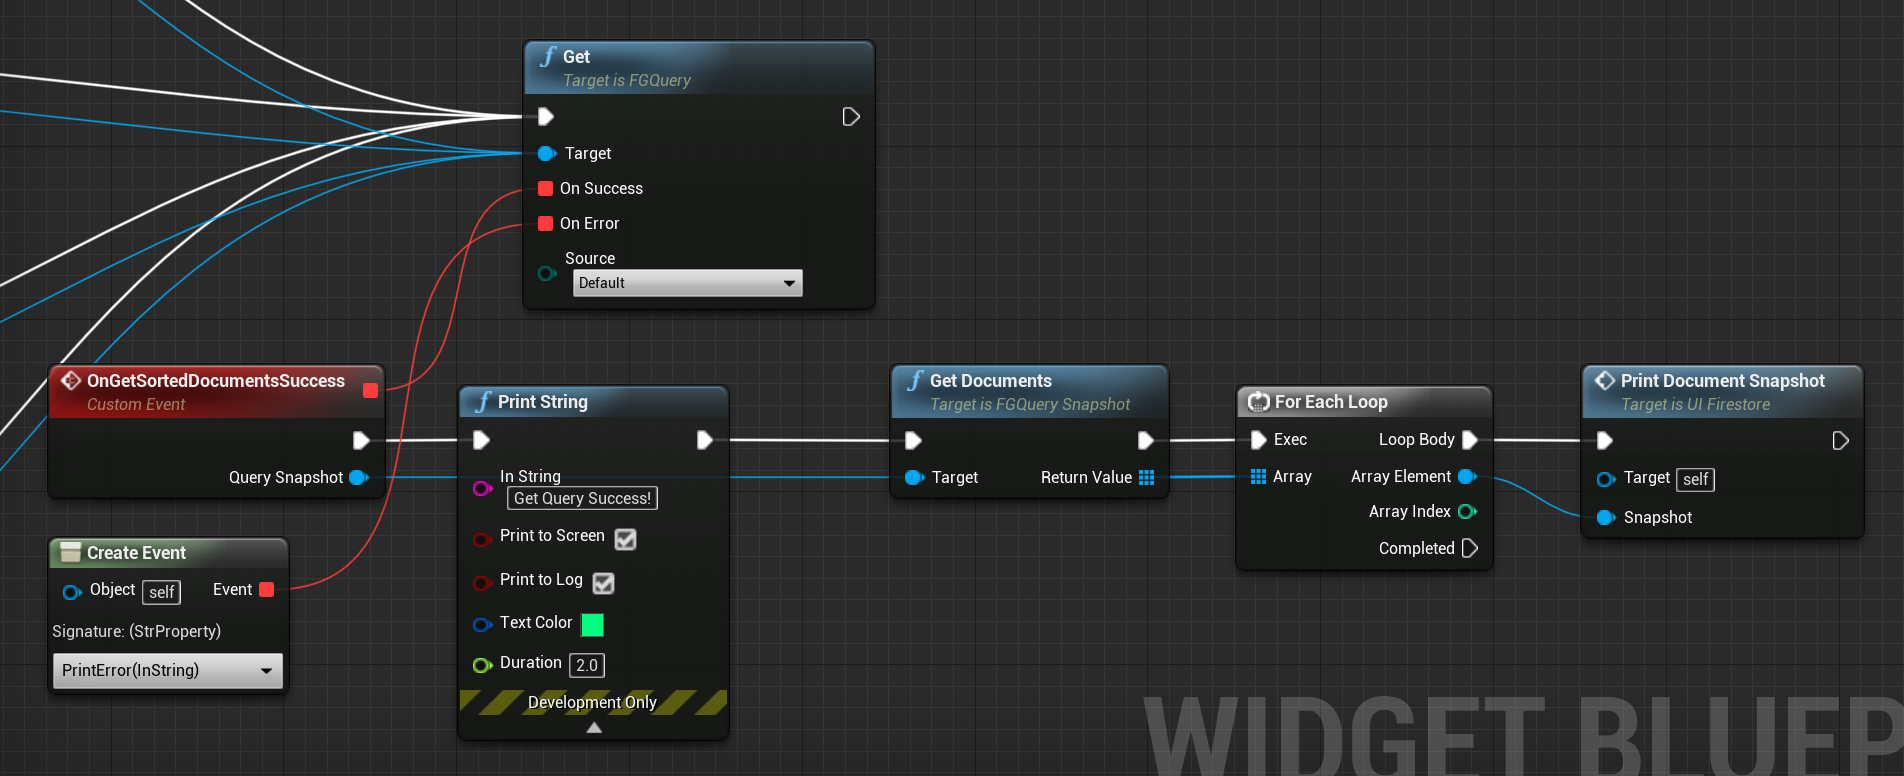 Get
Target is FGQuery
Target
On Success
On Error
Source
Default
OnGetSortedDocumentsSuccess
Custom Event
Query Snapshot
Create Event
Object self Event
Signature: (StrProperty)
PrintError(InString)
Print String
In String
Get Query Success!
Print to Screen
Print to Log
Text Color
Duration 2.0
Development Only
Get Documents
Target is FGQuery Snapshot
Target Return Value
For Each Loop
Exec Loop Body
Array Array Element
Array Index
Completed
Print Document Snapshot
Target is UI Firestore
Target self
Snapshot
WIDGET BLUEP